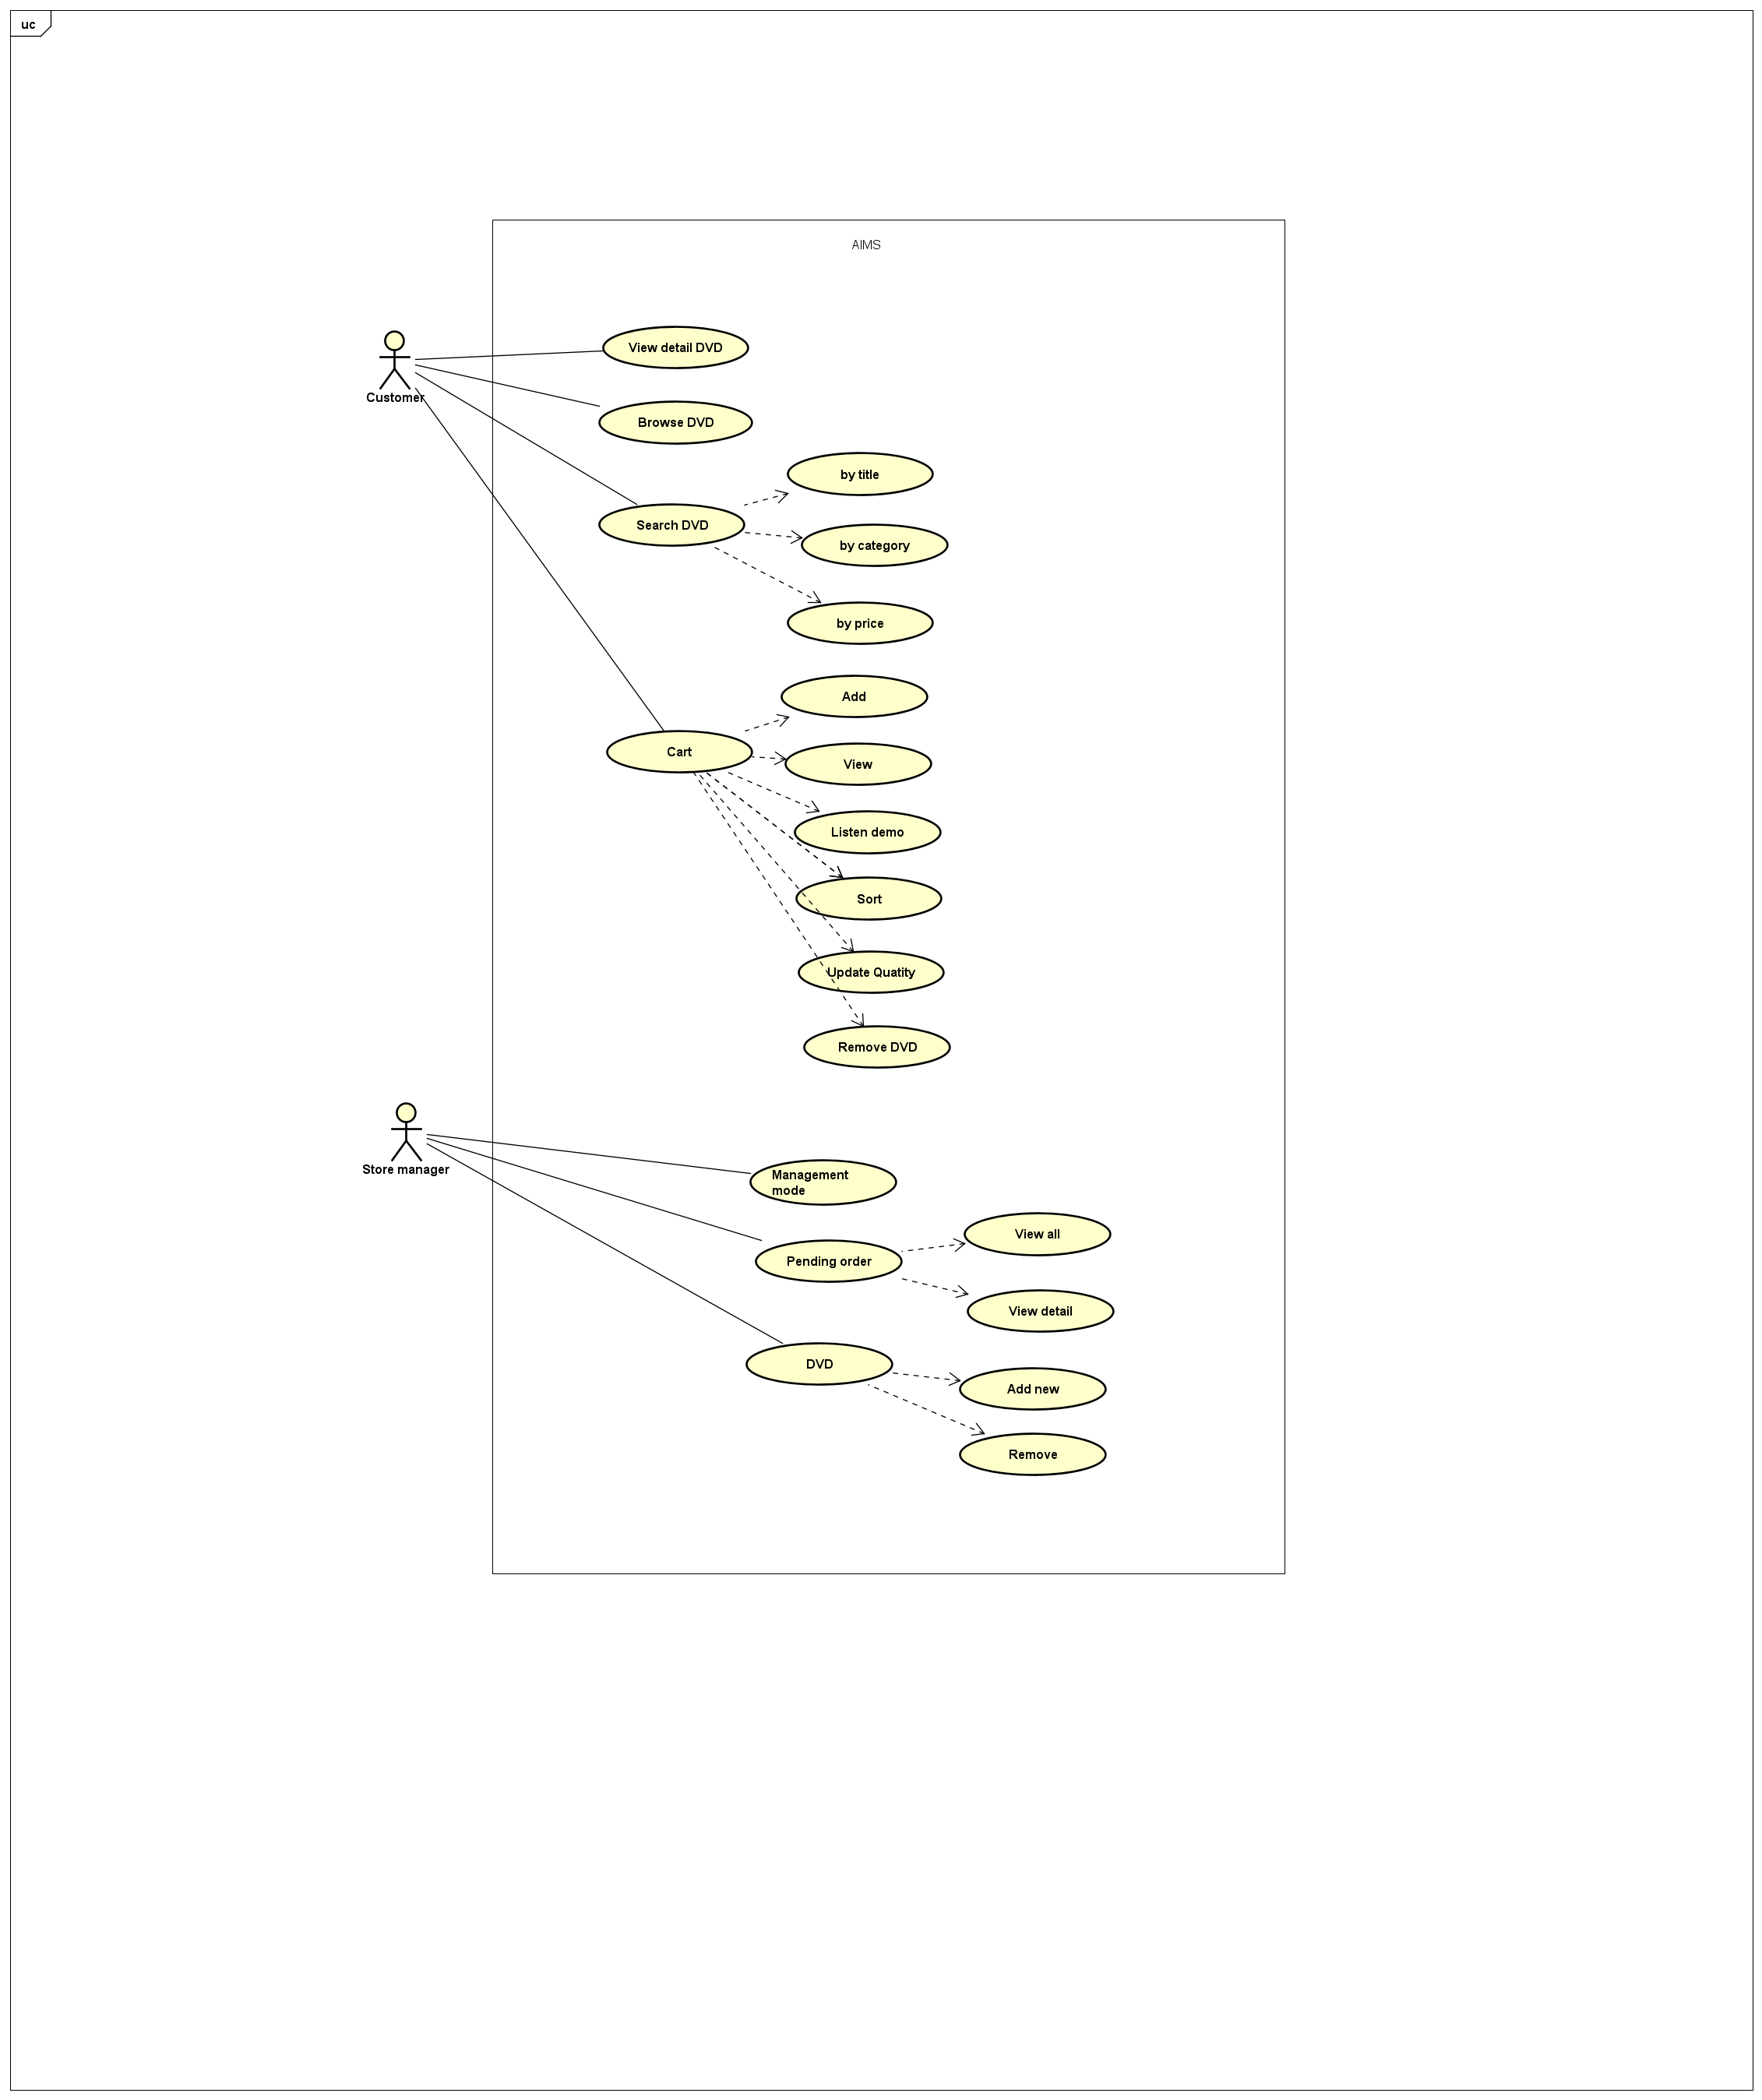 uc
AIMS
View detail DVD
Customer
Browse DVD
by title
Search DVD
by category
by price
Add
Cart
View
Listen demo
Sort
Update Quatity
Remove DVD
Store manager
Management
mode
View all
Pending order
View detail
DVD
Add new
Remove